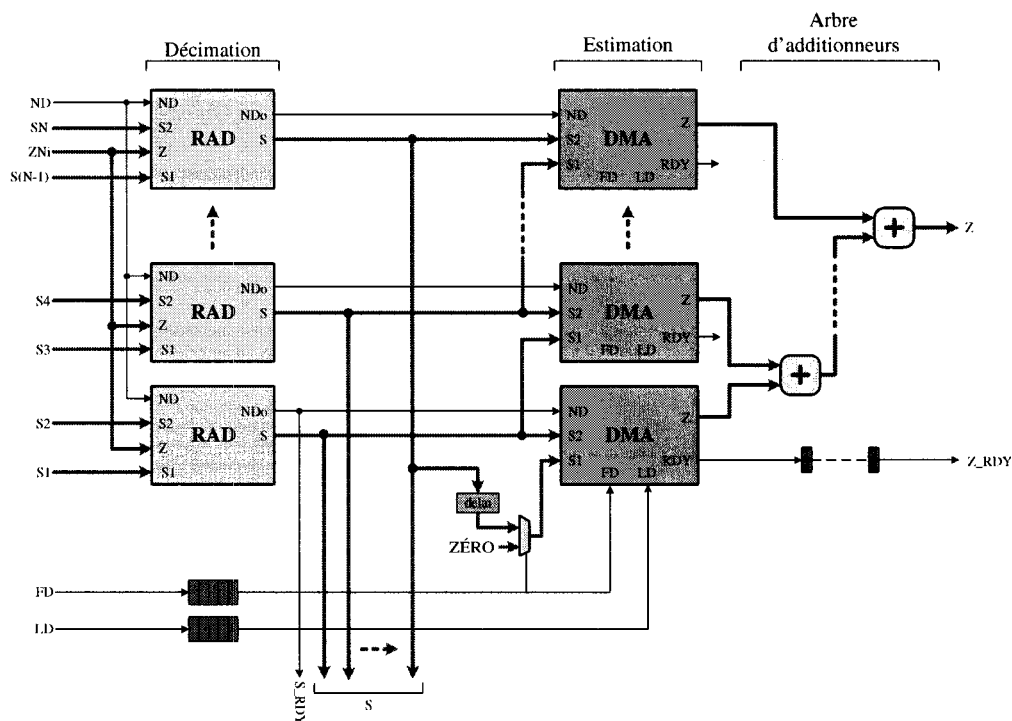 Décimation
Estimation
Arbre
d'additionneurs
ND
SN
ZNi
S(N-1)
ND
S2
Z
S1
RAD
NDo
S
ND
S2
S1
DMA
FD
LD
Z
RDY
Z
S4
S3
ND
S2
Z
S1
RAD
NDo
S
ND
S2
S1
DMA
FD
LD
Z
RDY
S2
S1
ND
S2
Z
S1
RAD
NDo
S
ND
S2
S1
DMA
FD
LD
Z
RDY
Z_RDY
delai
ZÉRO
FD
LD
S_RDY
S